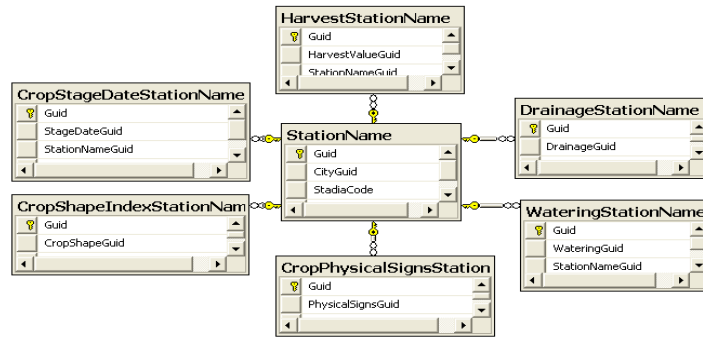 HarvestStationName
Guid
HarvestValueGuid
StationNameGuid
CropStageDateStationName
Guid
StageDateGuid
StationNameGuid
StationName
Guid
CityGuid
StadiaCode
DrainageStationName
Guid
DrainageGuid
CropShapeIndexStationNam
Guid
CropShapeGuid
WateringStationName
Guid
WateringGuid
StationNameGuid
CropPhysicalSignsStation
Guid
PhysicalSignsGuid